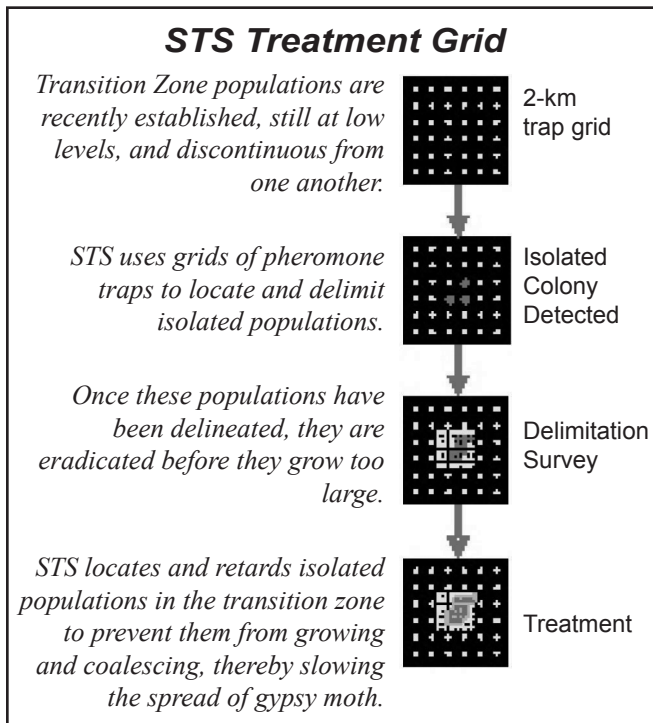 STS Treatment Grid
Transition Zone populations are
recently established, still at low
levels, and discontinuous from
one another.
2-km
trap grid
STS uses grids of pheromone
traps to locate and delimit
isolated populations.
Isolated
Colony
Detected
Once these populations have
been delineated, they are
eradicated before they grow too
large.
Delimitation
Survey
STS locates and retards isolated
populations in the transition zone
to prevent them from growing
and coalescing, thereby slowing
the spread of gypsy moth.
Treatment